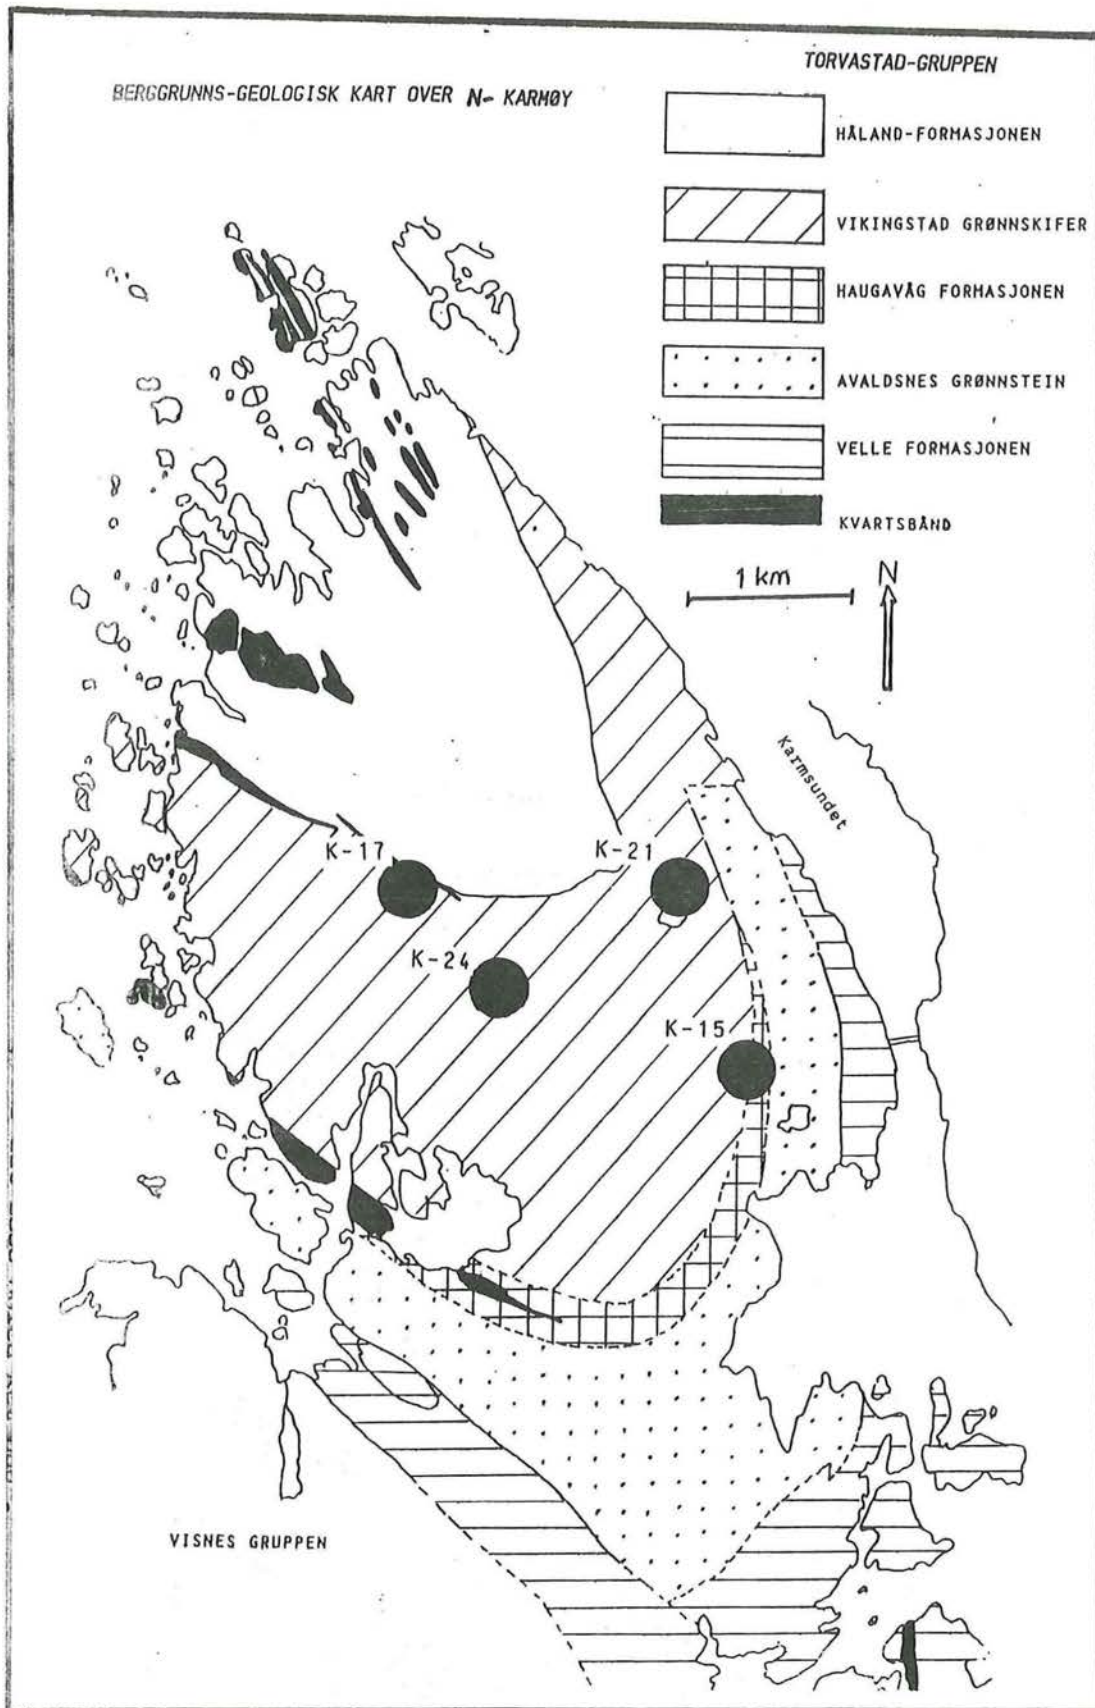 TORVASTAD-GRUPPEN
BERGGRUNNS-GEOLOGISK KART OVER N- KARMØY
HÅLAND-FORMASJONEN
VIKINGSTAD GRØNNSKIFER
HAUGAVÅG FORMASJONEN
AVALDSNES GRØNNSTEIN
VELLE FORMASJONEN
KVARTSBÅND
1 km
N
Karmsundet
K-17
K-21
K-24
K-15
VISNES GRUPPEN